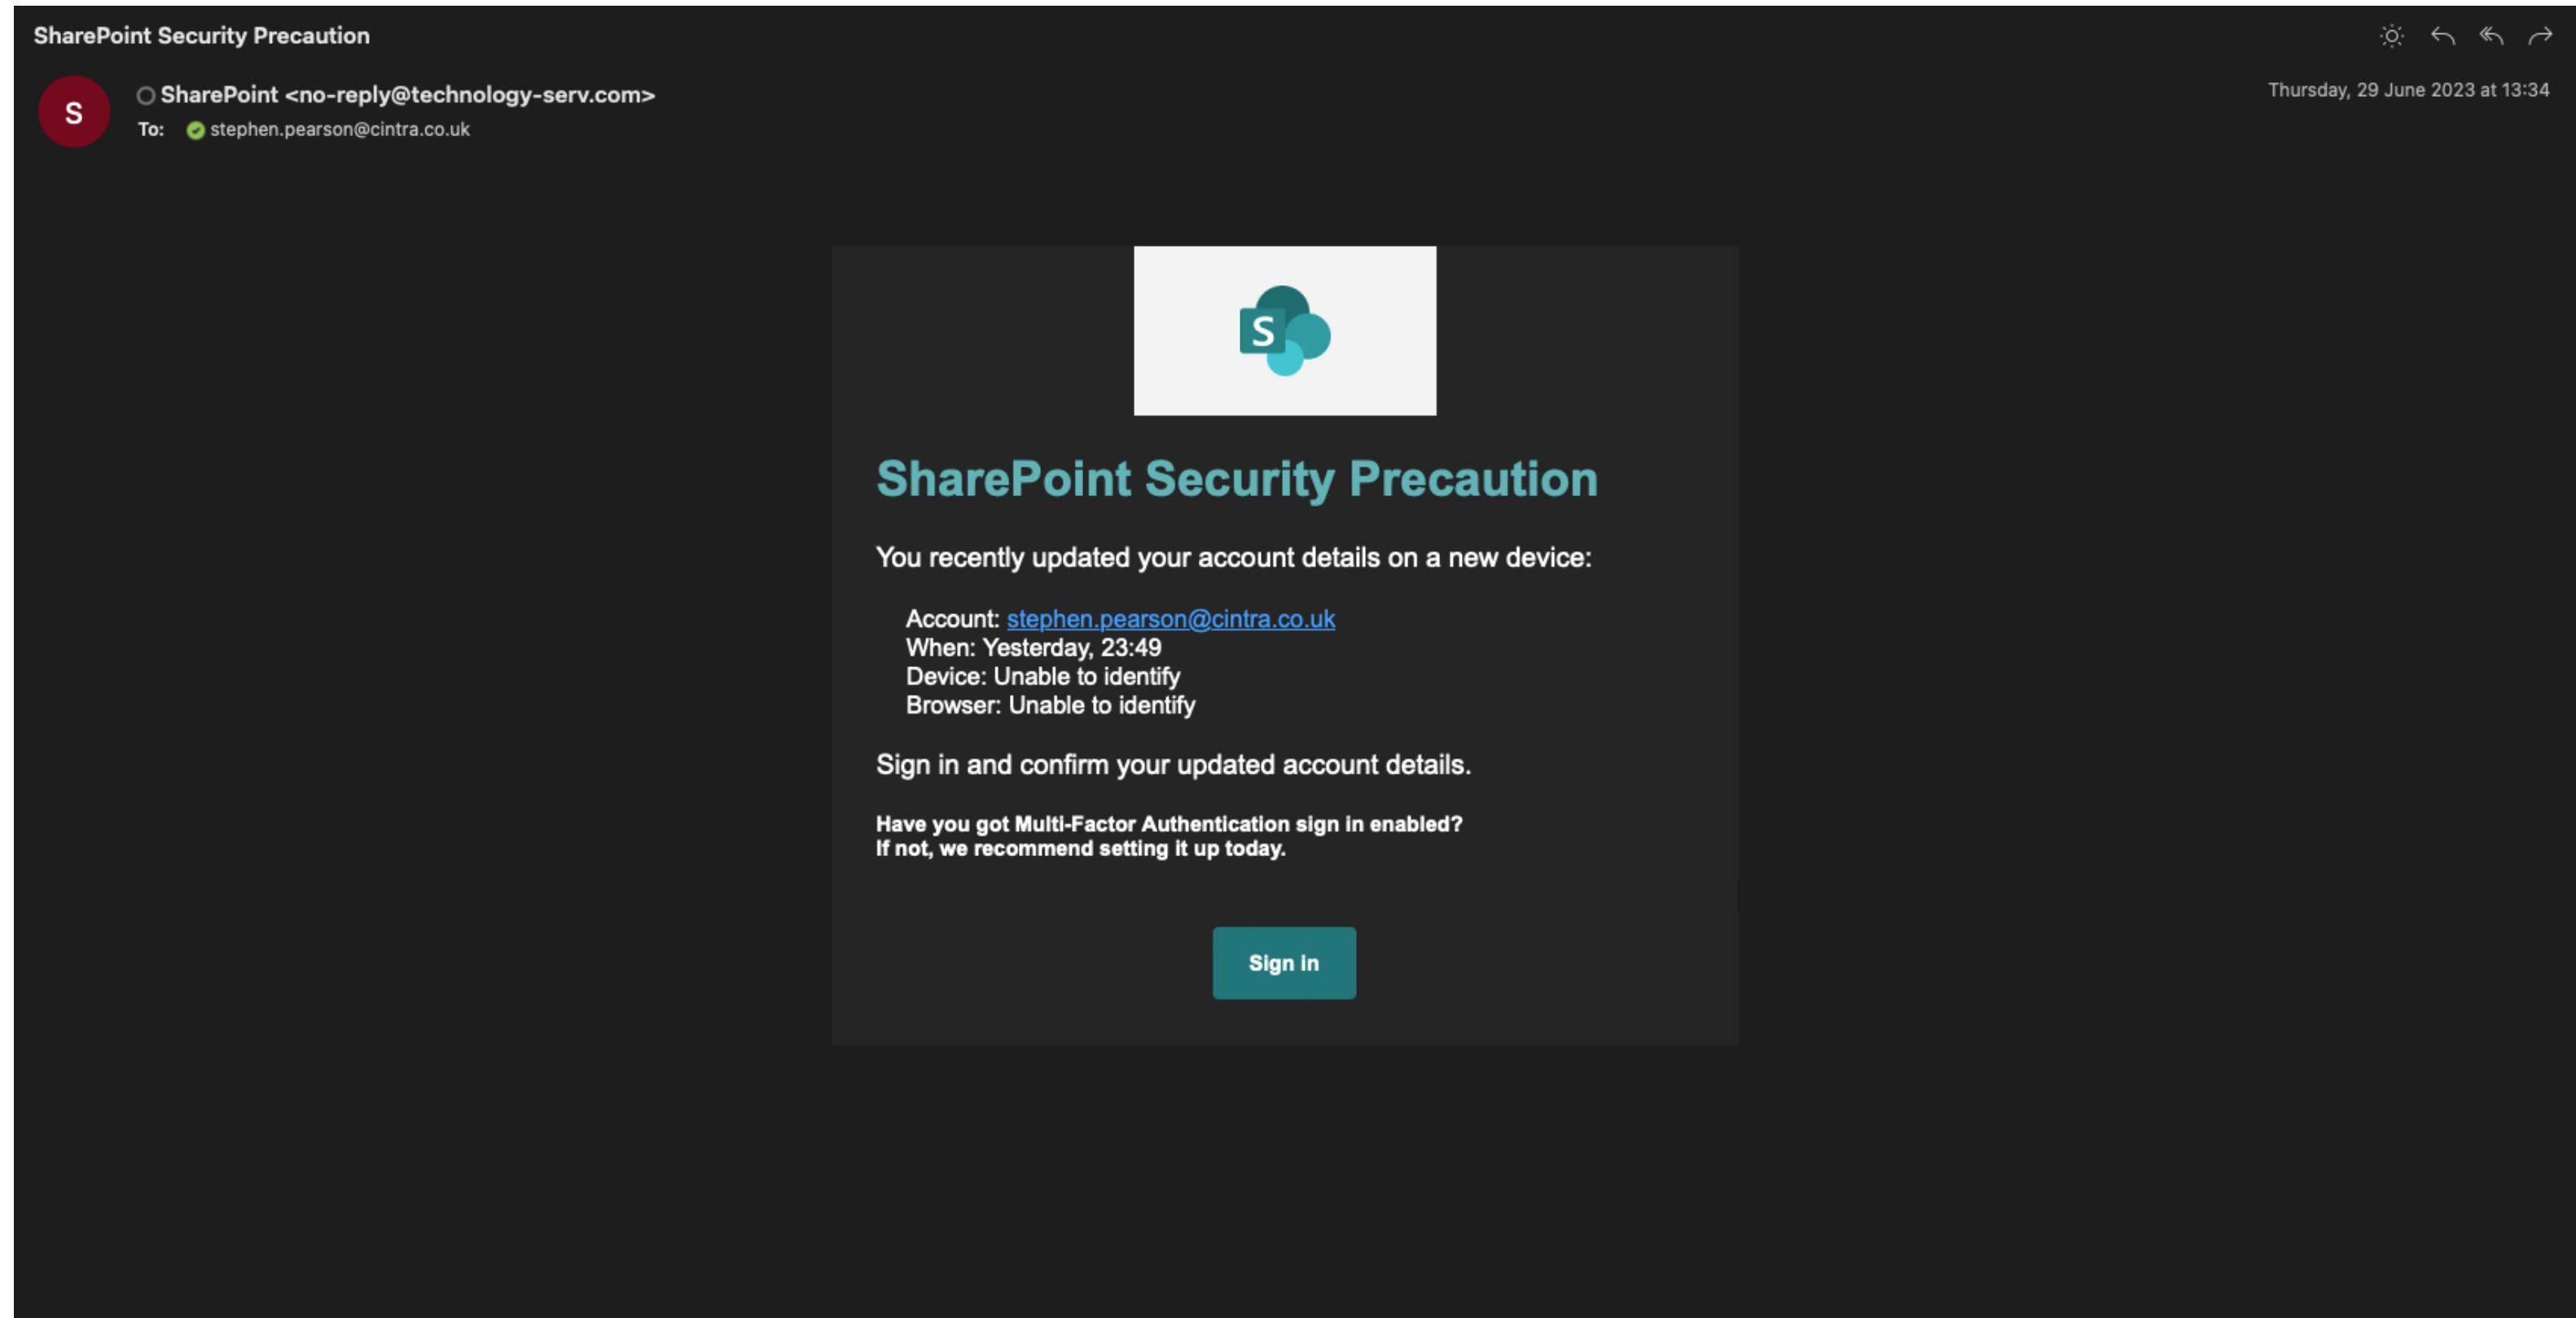 SharePoint Security Precaution
S
SharePoint <no-reply@technology-serv.com>
Thursday, 29 June 2023 at 13:34
To: stephen.pearson@cintra.co.uk
S
SharePoint Security Precaution
You recently updated your account details on a new device:
Account: stephen.pearson@cintra.co.uk
When: Yesterday, 23:49
Device: Unable to identify
Browser: Unable to identify
Sign in and confirm your updated account details.
Have you got Multi-Factor Authentication sign in enabled?
If not, we recommend setting it up today.
Sign in